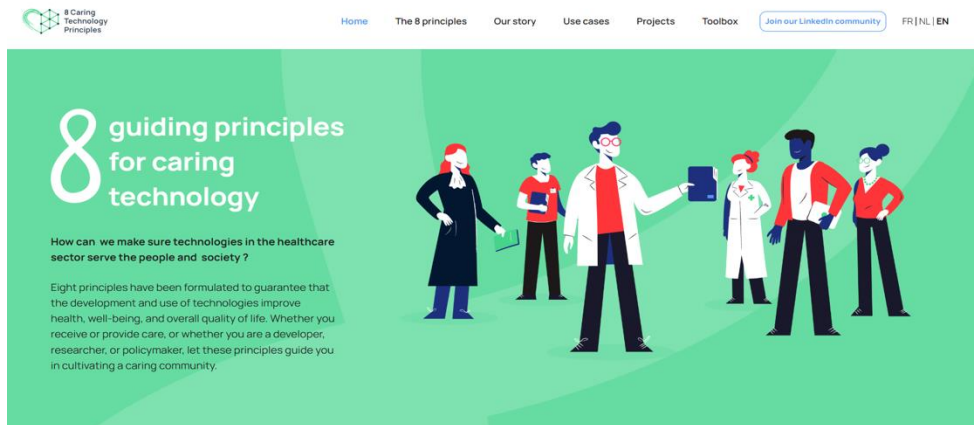 8 Caring
Technology
Principles
Home The 8 principles Our story Use cases Projects Toolbox Join our LinkedIn community FR | NL | EN
8 guiding principles
for caring
technology
How can we make sure technologies in the healthcare
sector serve the people and society ?
Eight principles have been formulated to guarantee that
the development and use of technologies improve
health, well-being, and overall quality of life. Whether you
receive or provide care, or whether you are a developer,
researcher, or policymaker, let these principles guide you
in cultivating a caring community.